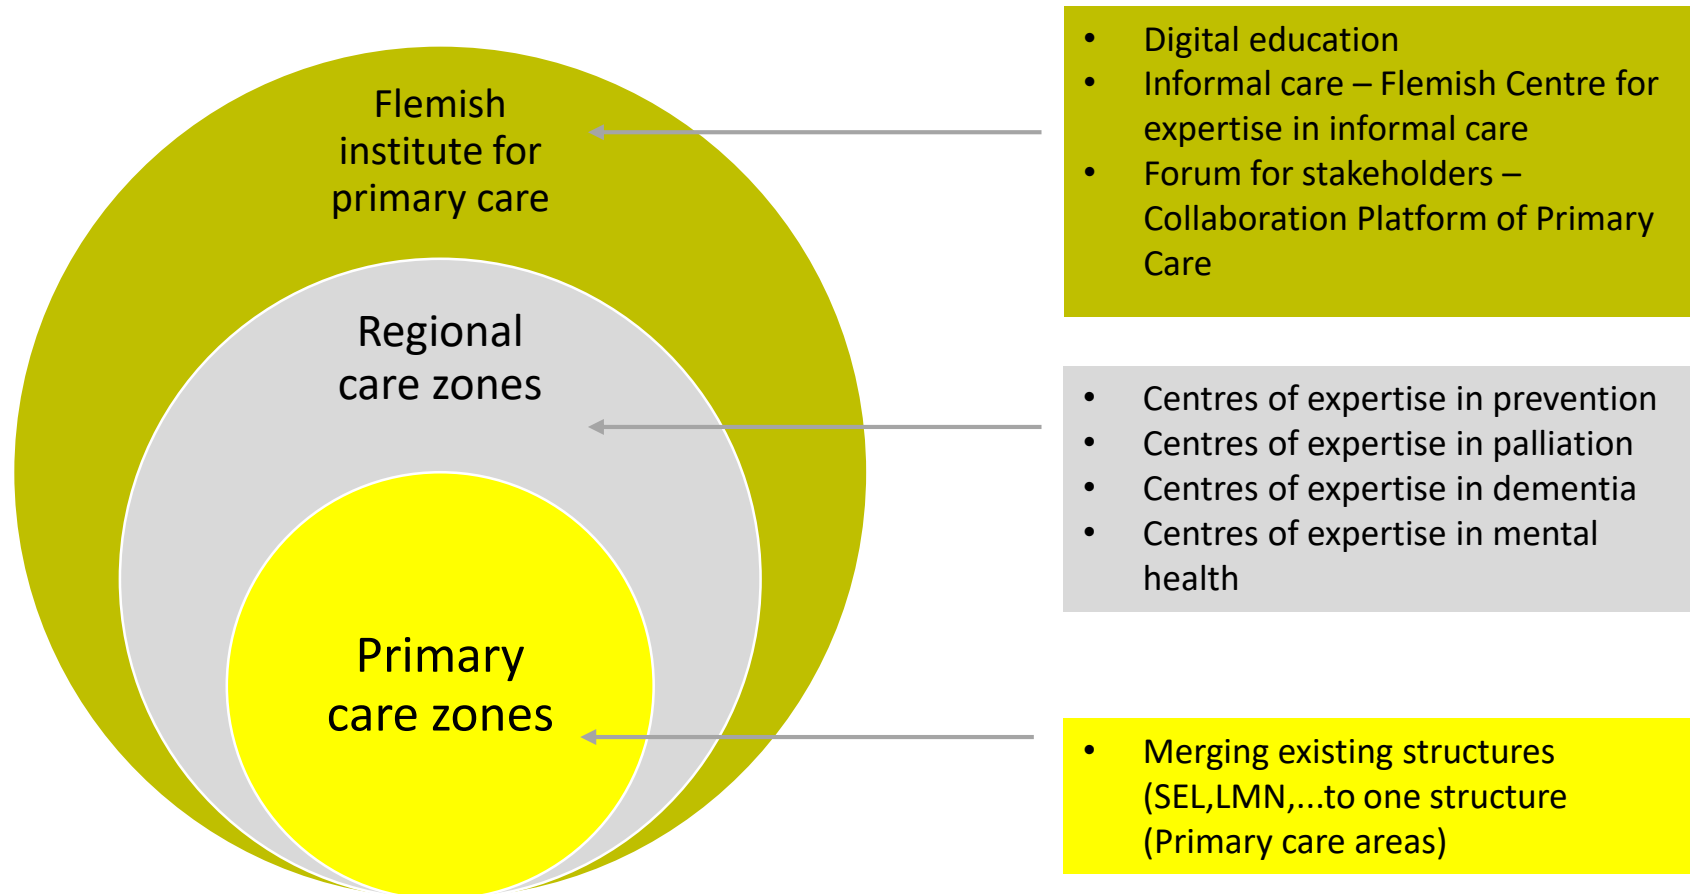 Flemish
institute for
primary care
Regional
care zones
Primary
care zones
• Digital education
• Informal care – Flemish Centre for
expertise in informal care
• Forum for stakeholders –
Collaboration Platform of Primary
Care
• Centres of expertise in prevention
• Centres of expertise in palliation
• Centres of expertise in dementia
• Centres of expertise in mental
health
• Merging existing structures
(SEL,LMN,...to one structure
(Primary care areas)